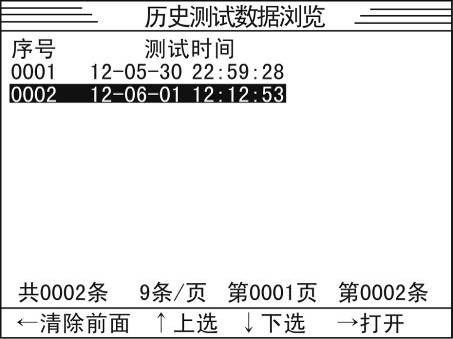 历史测试数据浏览
序号 测试时间
0001 12-05-30 22:59:28
0002 12-06-01 12:12:53
共0002条 9条/页 第0001页 第0002条
←清除前面 ↑上选 ↓下选 →打开